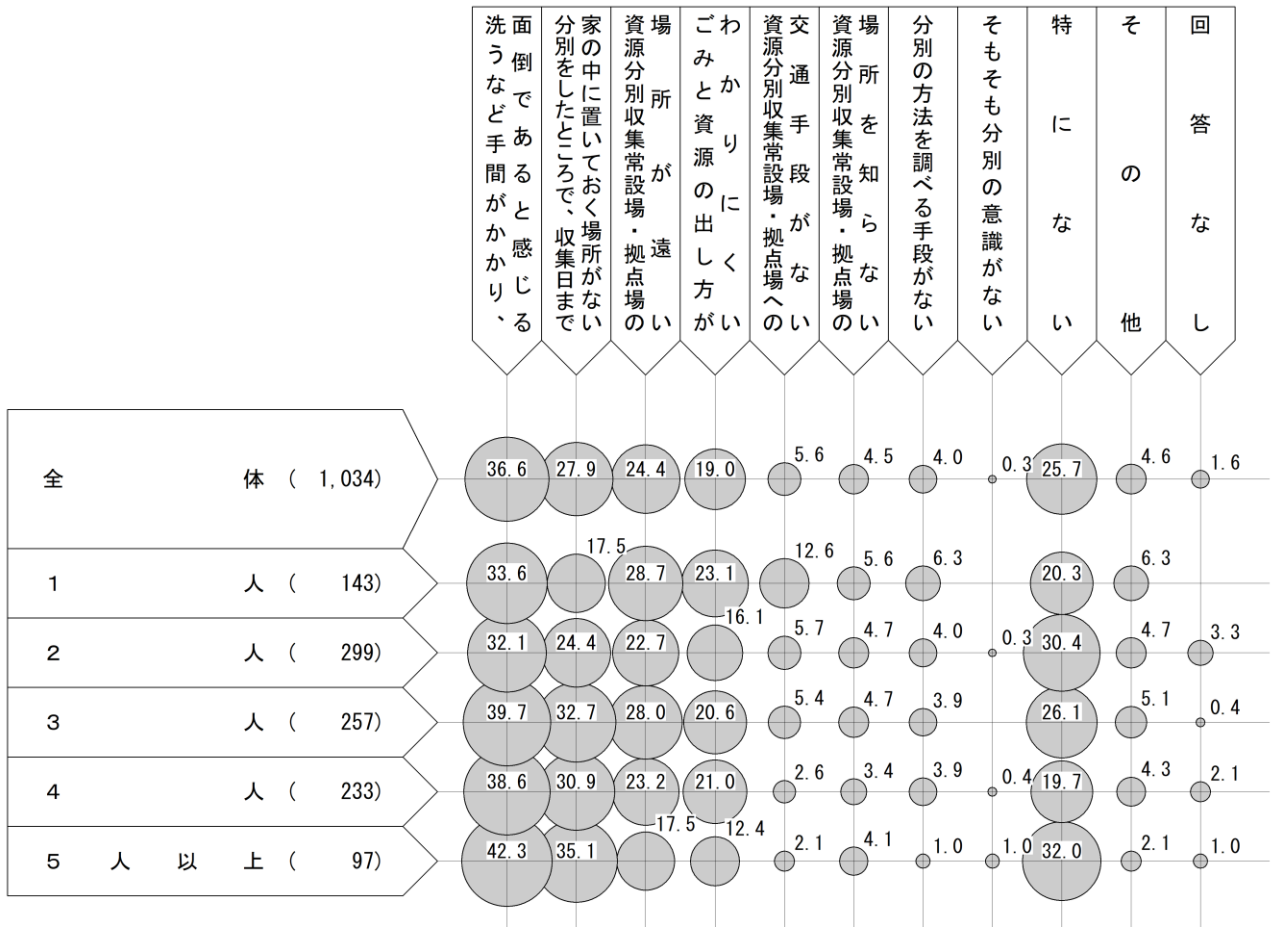 洗うなど手間がかかり、
面倒であると感じる
分別をしたところで、収集日まで
家の中に置いておく場所がない
資源分別収集常設場・拠点場の
場所が遠い
ごみと資源の出し方が
わかりにくい
資源分別収集常設場・拠点場への
交通手段がない
資源分別収集常設場・拠点場の
場所を知らない
分別の方法を調べる手段がない
そもそも分別の意識がない
特にない
その他
回答なし
全体 (1,034) 36.6 27.9 24.4 19.0 5.6 4.5 4.0 0.3 25.7 4.6 1.6
1人 (143) 33.6 17.5 28.7 23.1 12.6 5.6 6.3 20.3 6.3
2人 (299) 32.1 24.4 22.7 16.1 5.7 4.7 4.0 0.3 30.4 4.7 3.3
3人 (257) 39.7 32.7 28.0 20.6 5.4 4.7 3.9 26.1 5.1 0.4
4人 (233) 38.6 30.9 23.2 21.0 2.6 3.4 3.9 0.4 19.7 4.3 2.1
5人以上 (97) 42.3 35.1 17.5 12.4 2.1 4.1 1.0 1.0 32.0 2.1 1.0